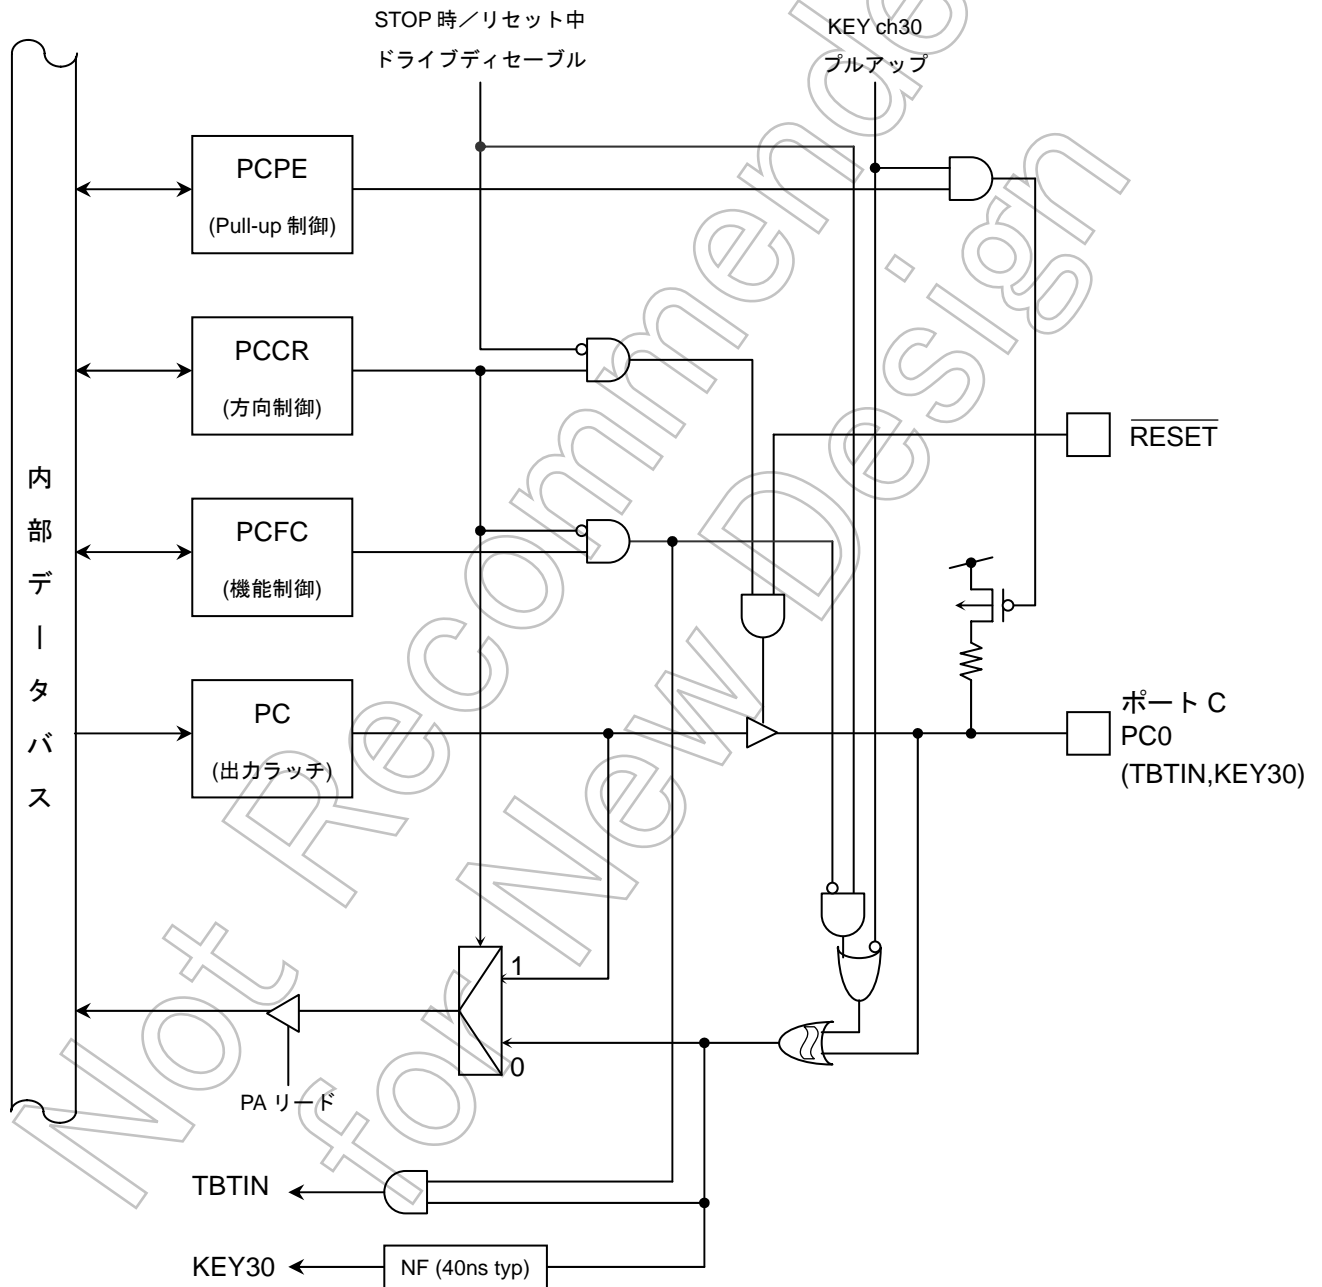 STOP 時／リセット中
ドライブディセーブル
KEY ch30
プルアップ
PCPE
(Pull-up 制御)
PCCR
(方向制御)
RESET
内部データバス
PCFC
(機能制御)
PC
(出力ラッチ)
ポート C
PC0
(TBTIN,KEY30)
1
0
PA リード
TBTIN
KEY30
NF (40ns typ)
Not Recommended
for New Design